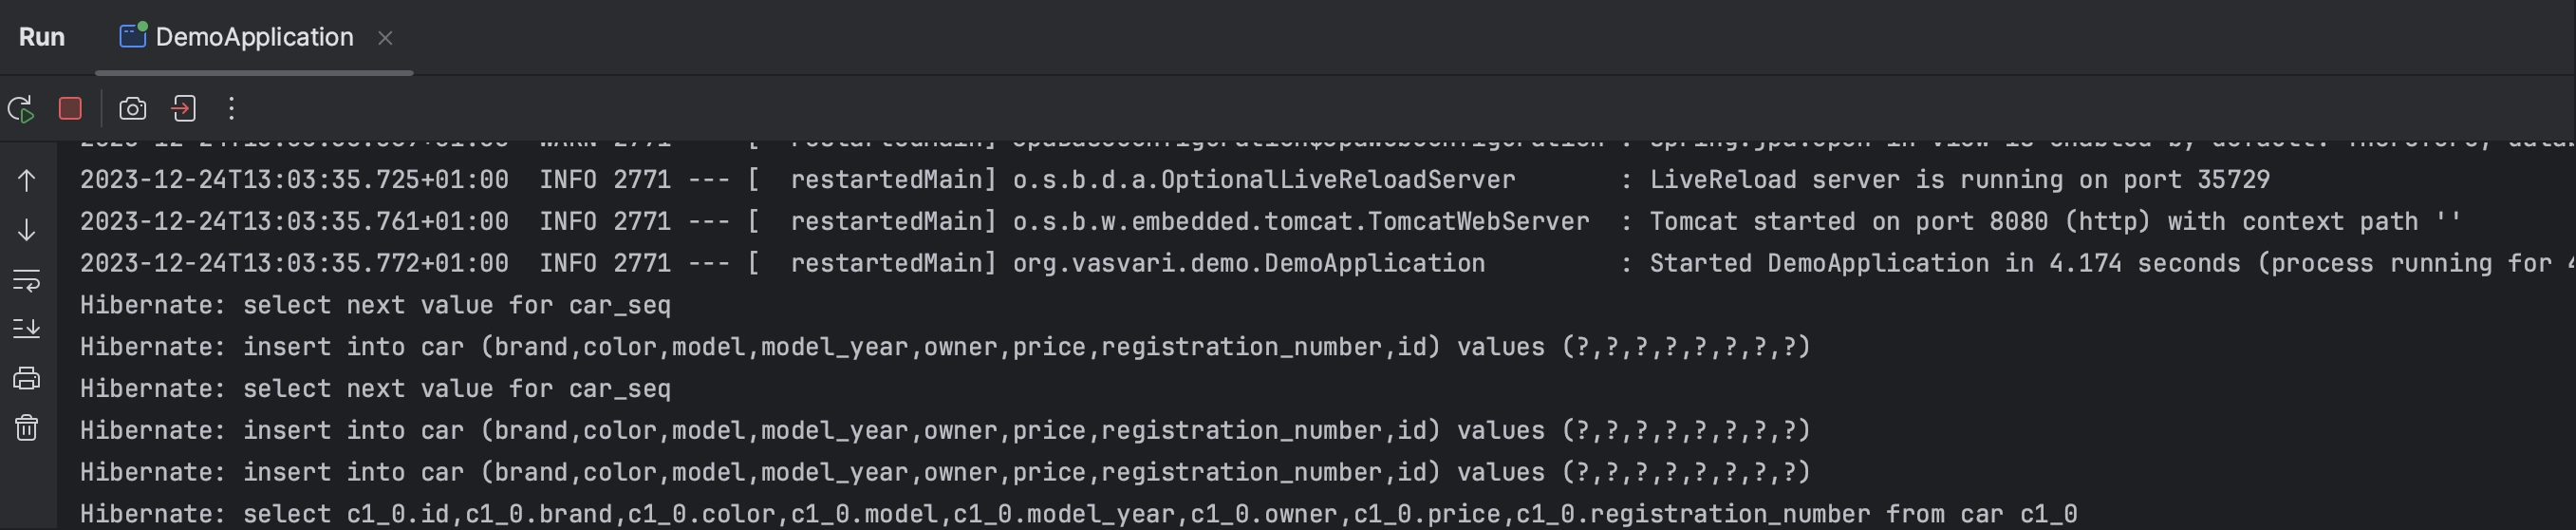 Run DemoApplication
2023-12-24T13:03:35.725+01:00  INFO 2771 --- [  restartedMain] o.s.b.d.a.OptionalLiveReloadServer       : LiveReload server is running on port 35729
2023-12-24T13:03:35.761+01:00  INFO 2771 --- [  restartedMain] o.s.b.w.embedded.tomcat.TomcatWebServer  : Tomcat started on port 8080 (http) with context path ''
2023-12-24T13:03:35.772+01:00  INFO 2771 --- [  restartedMain] org.vasvari.demo.DemoApplication         : Started DemoApplication in 4.174 seconds (process running for
Hibernate: select next value for car_seq
Hibernate: insert into car (brand,color,model,model_year,owner,price,registration_number,id) values (?,?,?,?,?,?,?,?)
Hibernate: select next value for car_seq
Hibernate: insert into car (brand,color,model,model_year,owner,price,registration_number,id) values (?,?,?,?,?,?,?,?)
Hibernate: insert into car (brand,color,model,model_year,owner,price,registration_number,id) values (?,?,?,?,?,?,?,?)
Hibernate: select c1_0.id,c1_0.brand,c1_0.color,c1_0.model,c1_0.model_year,c1_0.owner,c1_0.price,c1_0.registration_number from car c1_0